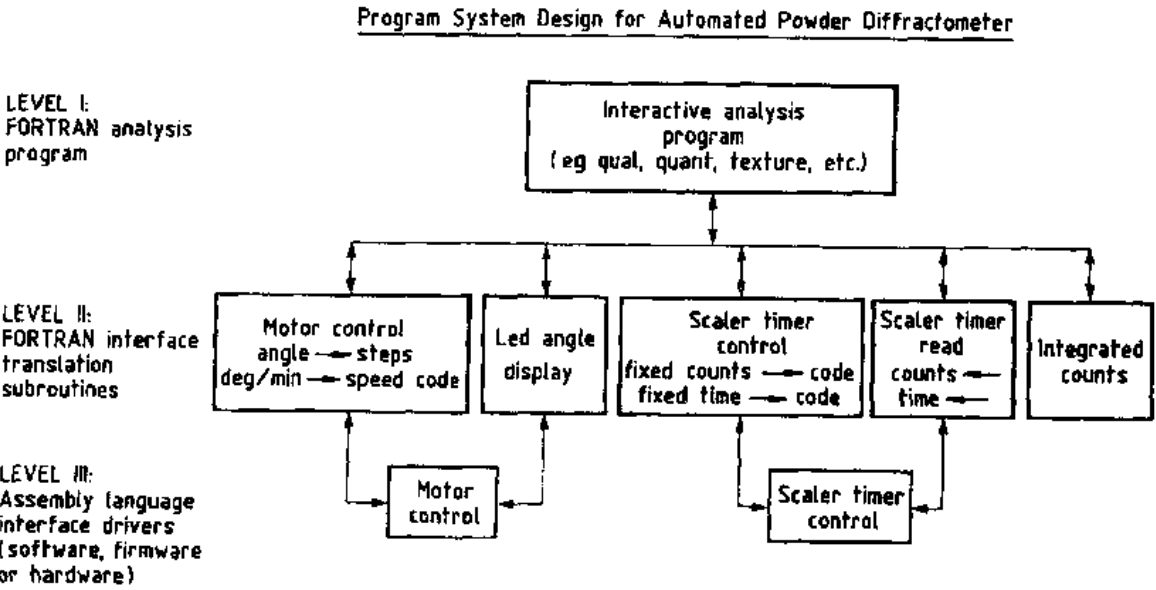 Program System Design for Automated Powder Diffractometer
LEVEL I:
FORTRAN analysis
program
Interactive analysis
program
(eg qual, quant, texture, etc.)
LEVEL II:
FORTRAN interface
translation
subroutines
Motor control
angle → steps
deg/min → speed code
Led angle
display
Scaler timer
control
fixed counts → code
fixed time → code
Scaler timer
read
counts ←
time ←
Integrated
counts
LEVEL III:
Assembly language
interface drivers
(software, firmware
or hardware)
Motor
control
Scaler timer
control